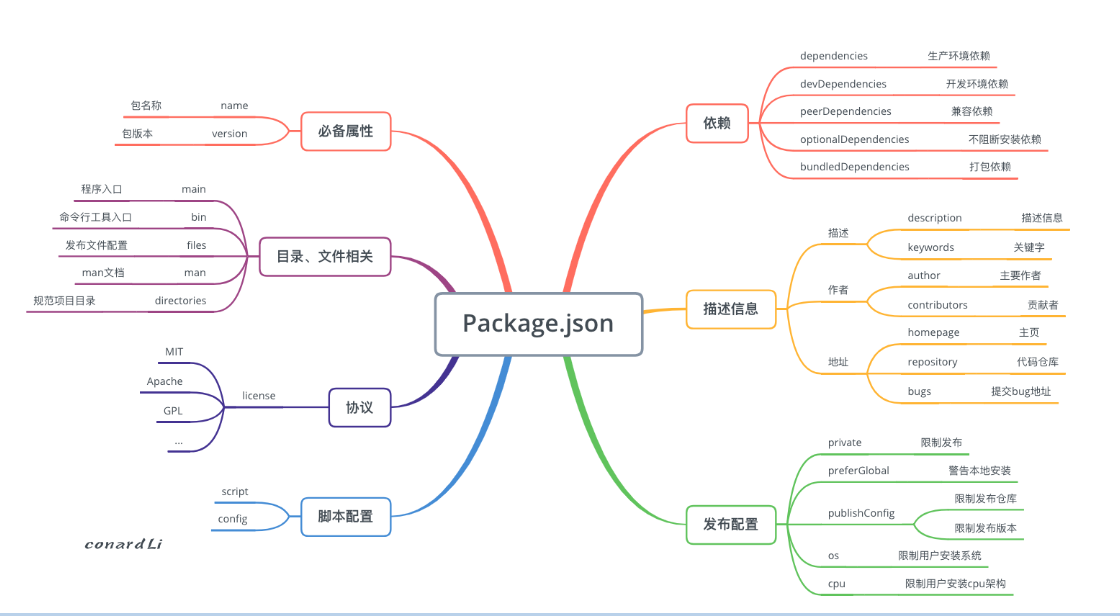 Package.json
必备属性
包名称 name
包版本 version
目录、文件相关
程序入口 main
命令行工具入口 bin
发布文件配置 files
man文档 man
规范项目目录 directories
协议
license
MIT
Apache
GPL
...
脚本配置
script
config
依赖
dependencies 生产环境依赖
devDependencies 开发环境依赖
peerDependencies 兼容依赖
optionalDependencies 不阻断安装依赖
bundledDependencies 打包依赖
描述信息
描述
description 描述信息
keywords 关键字
作者
author 主要作者
contributors 贡献者
地址
homepage 主页
repository 代码仓库
bugs 提交bug地址
发布配置
private 限制发布
preferGlobal 警告本地安装
publishConfig
限制发布仓库
限制发布版本
os 限制用户安装系统
cpu 限制用户安装cpu架构
conardLi